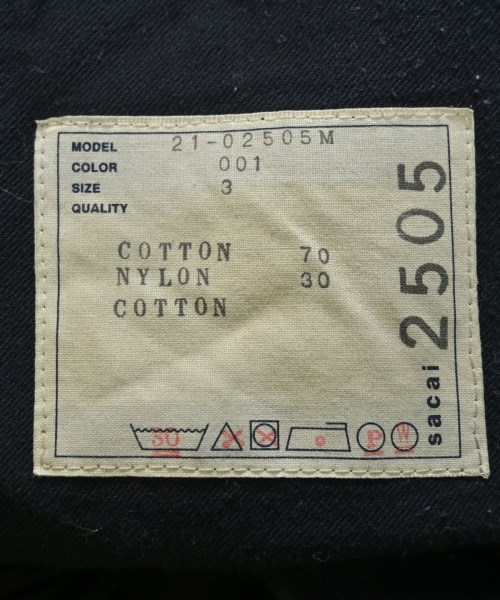 MODEL 21-02505M
COLOR 001
SIZE 3
QUALITY
COTTON 70
NYLON 30
COTTON
30
P
W
sacai 2505